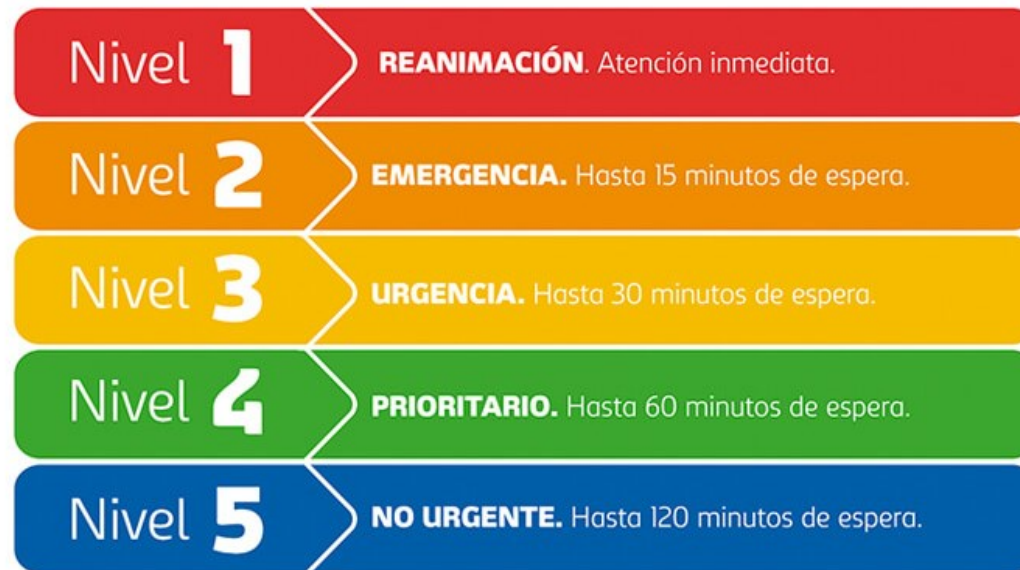 Nivel 1 REANIMACIÓN. Atención inmediata.
Nivel 2 EMERGENCIA. Hasta 15 minutos de espera.
Nivel 3 URGENCIA. Hasta 30 minutos de espera.
Nivel 4 PRIORITARIO. Hasta 60 minutos de espera.
Nivel 5 NO URGENTE. Hasta 120 minutos de espera.